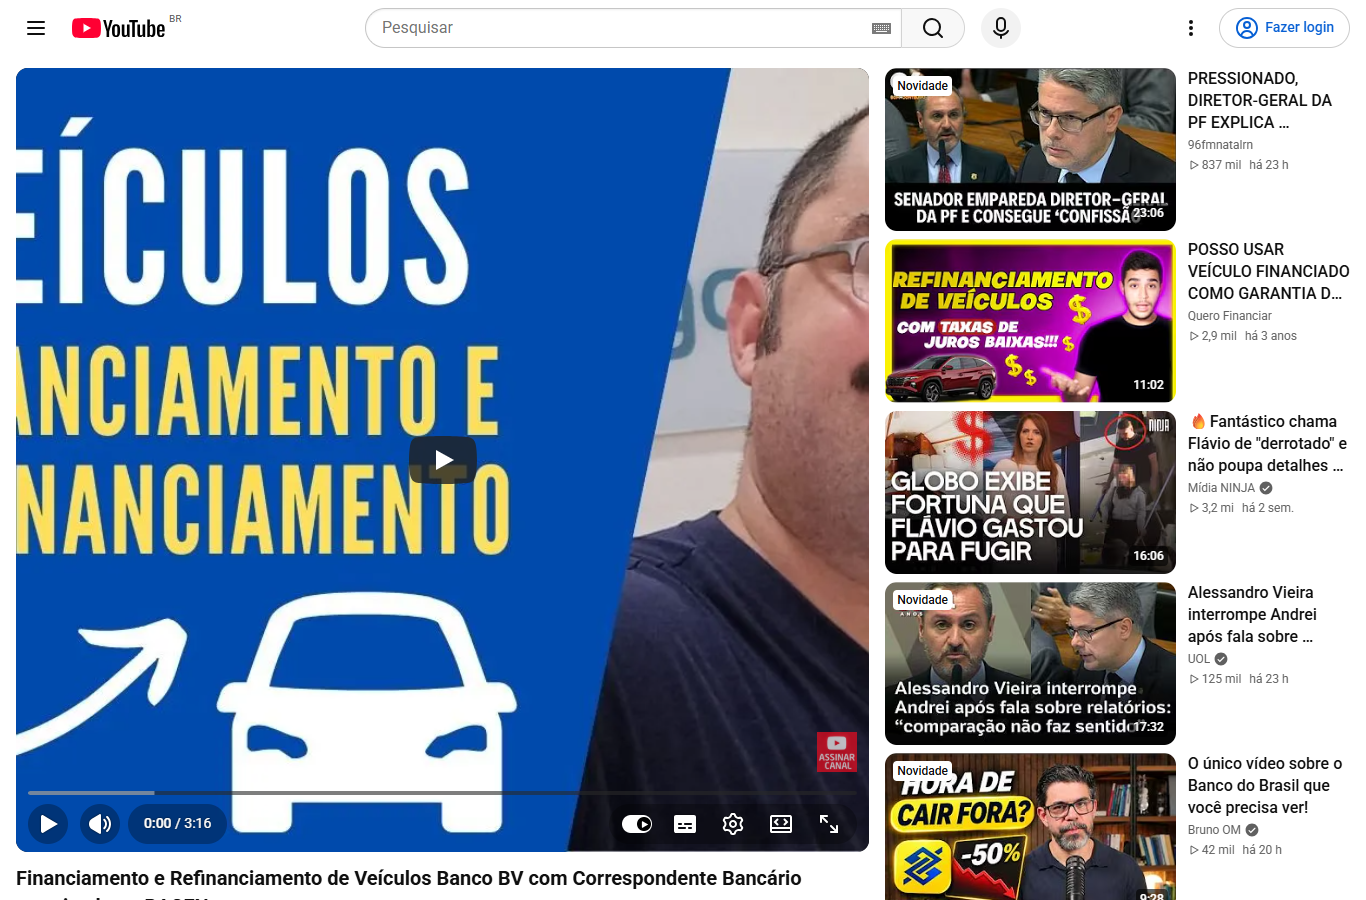 YouTube BR
Pesquisar
Fazer login
EÍCULOS
ANCIAMENTO E
NANCIAMENTO
ASSINAR
CANAL
0:00 / 3:16
Financiamento e Refinanciamento de Veículos Banco BV com Correspondente Bancário
Novidade
SENADOR EMPAREDA DIRETOR-GERAL
DA PF E CONSEGUE 'CONFISSÃO
23:06
PRESSIONADO,
DIRETOR-GERAL DA
PF EXPLICA ...
96fmnatalrn
837 mil há 23 h
REFINANCIAMENTO
DE VEÍCULOS
COM TAXAS DE
JUROS BAIXAS!!!
11:02
POSSO USAR
VEÍCULO FINANCIADO
COMO GARANTIA D...
Quero Financiar
2,9 mil há 3 anos
NINJA
GLOBO EXIBE
FORTUNA QUE
FLÁVIO GASTOU
PARA FUGIR
16:06
🔥 Fantástico chama
Flávio de "derrotado" e
não poupa detalhes ...
Mídia NINJA
3,2 mi há 2 sem.
Novidade
ANOS
Alessandro Vieira interrompe
Andrei após fala sobre relatórios:
“comparação não faz sentido”
17:32
Alessandro Vieira
interrompe Andrei
após fala sobre ...
UOL
125 mil há 23 h
Novidade
HORA DE
CAIR FORA?
-50%
9:28
O único vídeo sobre o
Banco do Brasil que
você precisa ver!
Bruno OM
42 mil há 20 h